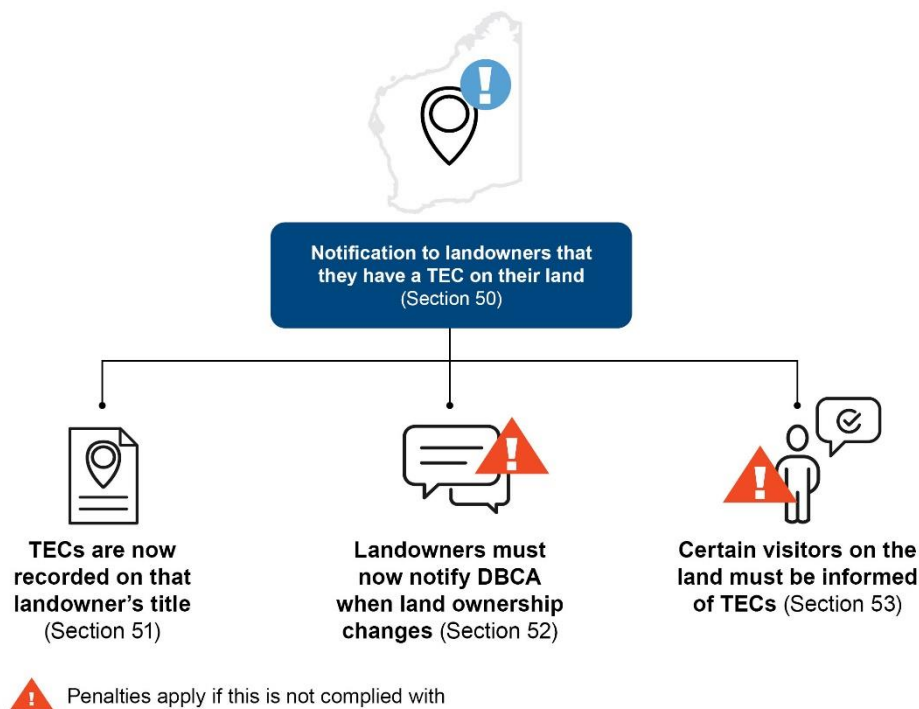 Notification to landowners that
they have a TEC on their land
(Section 50)
TECs are now
recorded on that
landowner's title
(Section 51)
Landowners must
now notify DBCA
when land ownership
changes (Section 52)
Certain visitors on the
land must be informed
of TECs (Section 53)
Penalties apply if this is not complied with